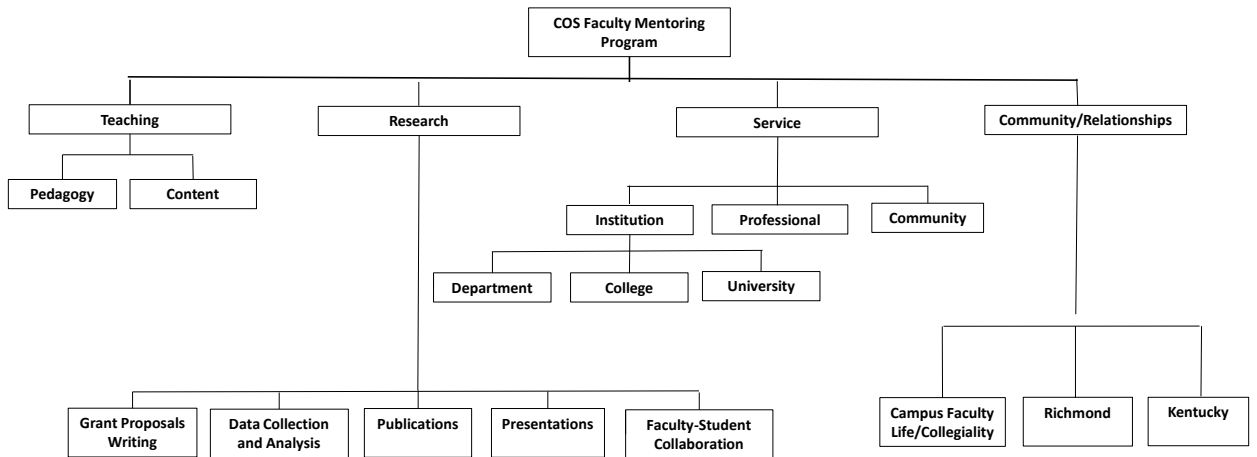 COS Faculty Mentoring
Program
Teaching
Research
Service
Community/Relationships
Pedagogy
Content
Institution
Professional
Community
Department
College
University
Grant Proposals
Writing
Data Collection
and Analysis
Publications
Presentations
Faculty-Student
Collaboration
Campus Faculty
Life/Collegiality
Richmond
Kentucky